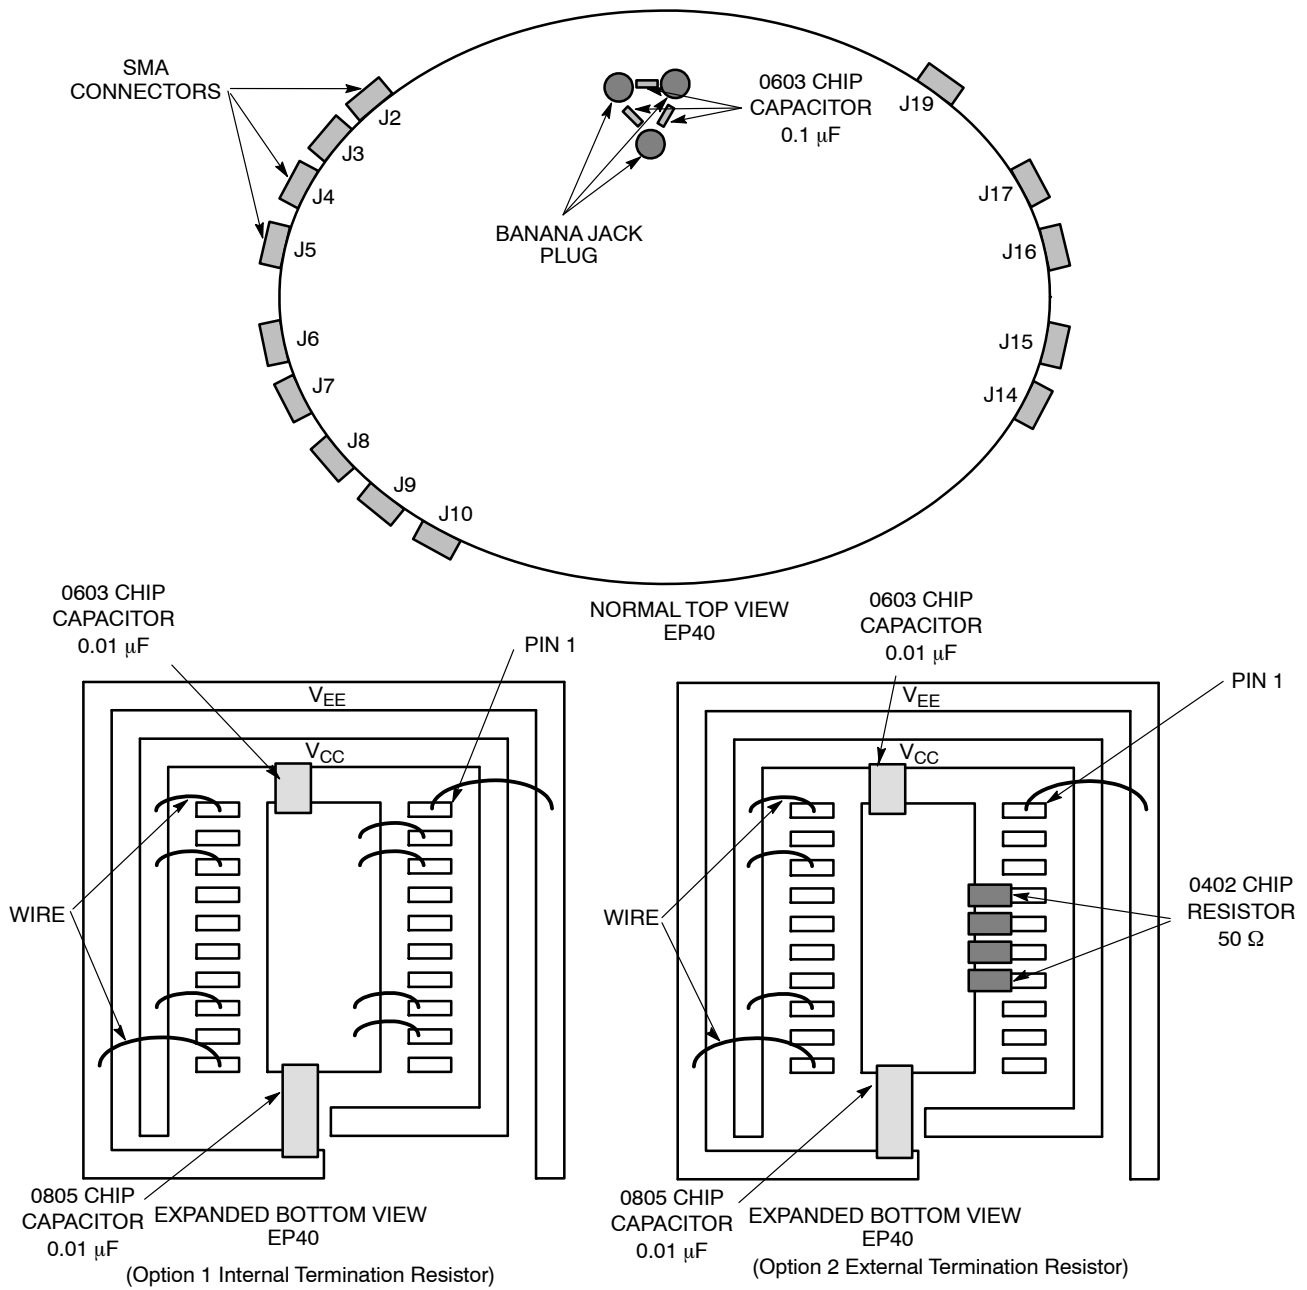 SMA
CONNECTORS
J2
J3
J4
J5
J6
J7
J8
J9
J10
0603 CHIP
CAPACITOR
0.1 µF
BANANA JACK
PLUG
J19
J17
J16
J15
J14
NORMAL TOP VIEW
EP40
0603 CHIP
CAPACITOR
0.01 µF
PIN 1
VEE
VCC
WIRE
0805 CHIP
CAPACITOR
0.01 µF
EXPANDED BOTTOM VIEW
EP40
(Option 1 Internal Termination Resistor)
0603 CHIP
CAPACITOR
0.01 µF
PIN 1
VEE
VCC
WIRE
0402 CHIP
RESISTOR
50 Ω
0805 CHIP
CAPACITOR
0.01 µF
EXPANDED BOTTOM VIEW
EP40
(Option 2 External Termination Resistor)